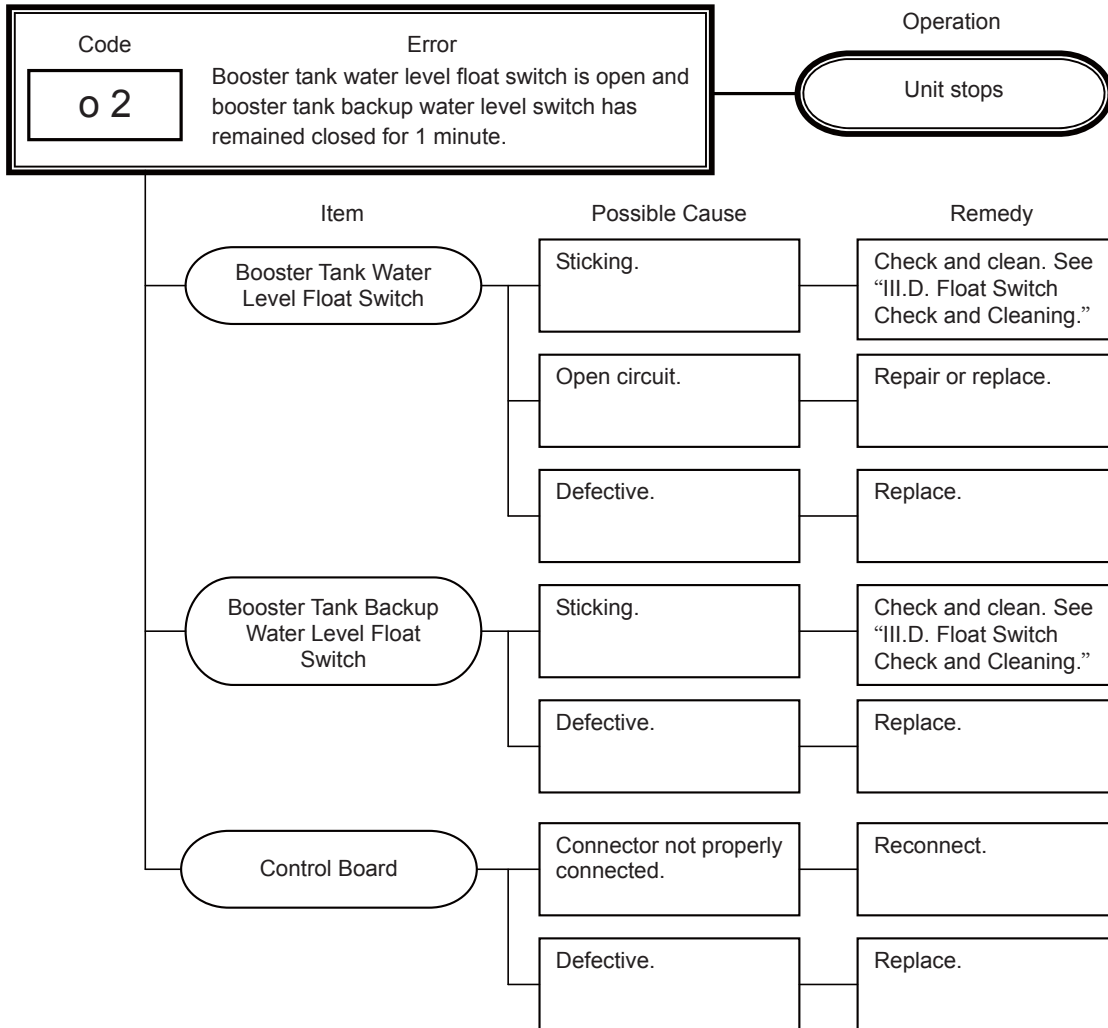 Code
Error
Operation
o 2
Booster tank water level float switch is open and
booster tank backup water level switch has
remained closed for 1 minute.
Unit stops
Item
Possible Cause
Remedy
Booster Tank Water
Level Float Switch
Sticking.
Check and clean. See
“III.D. Float Switch
Check and Cleaning.”
Open circuit.
Repair or replace.
Defective.
Replace.
Booster Tank Backup
Water Level Float
Switch
Sticking.
Check and clean. See
“III.D. Float Switch
Check and Cleaning.”
Defective.
Replace.
Control Board
Connector not properly
connected.
Reconnect.
Defective.
Replace.